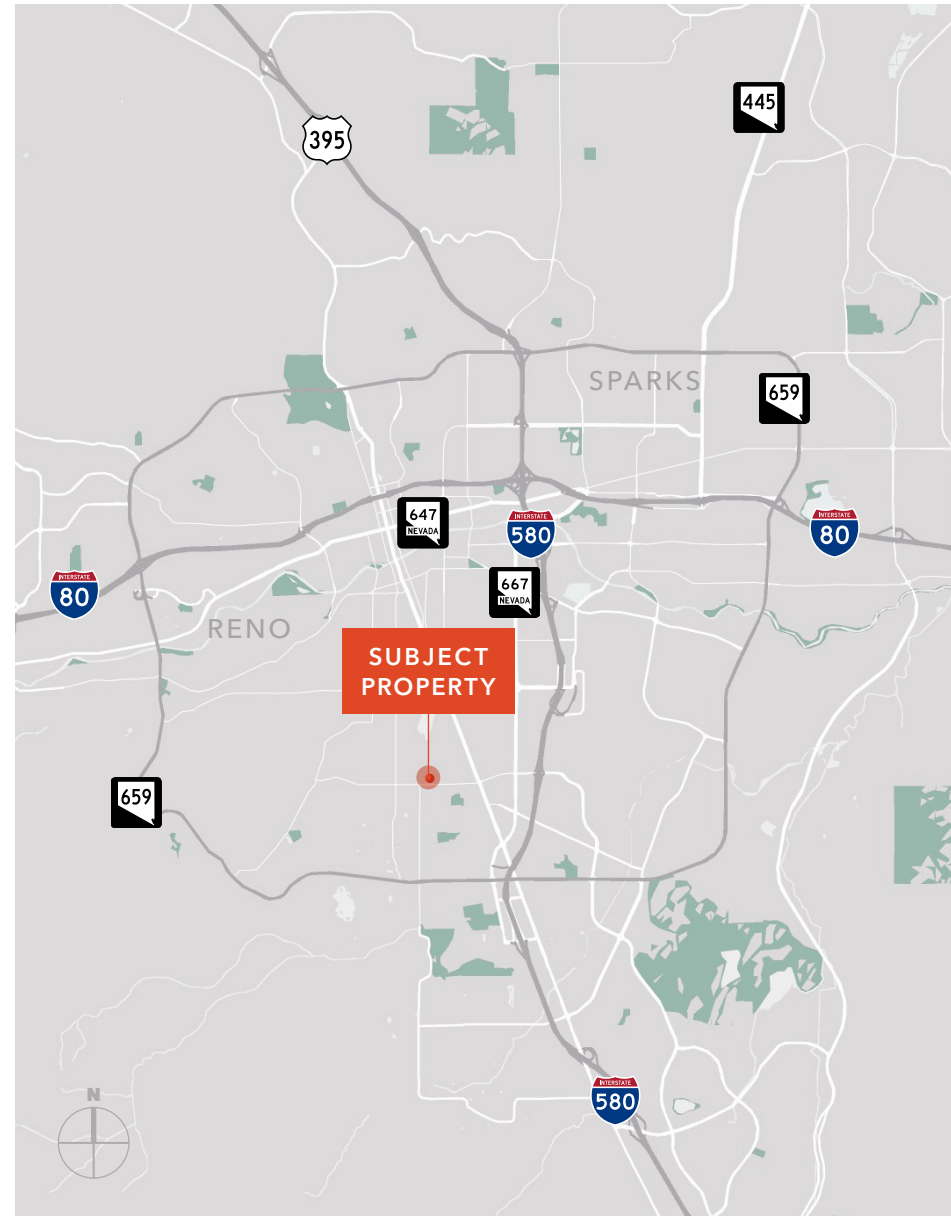 445
395
SPARKS
659
647
NEVADA
INTERSTATE
580
INTERSTATE
80
INTERSTATE
80
667
NEVADA
RENO
SUBJECT
PROPERTY
659
INTERSTATE
580
N